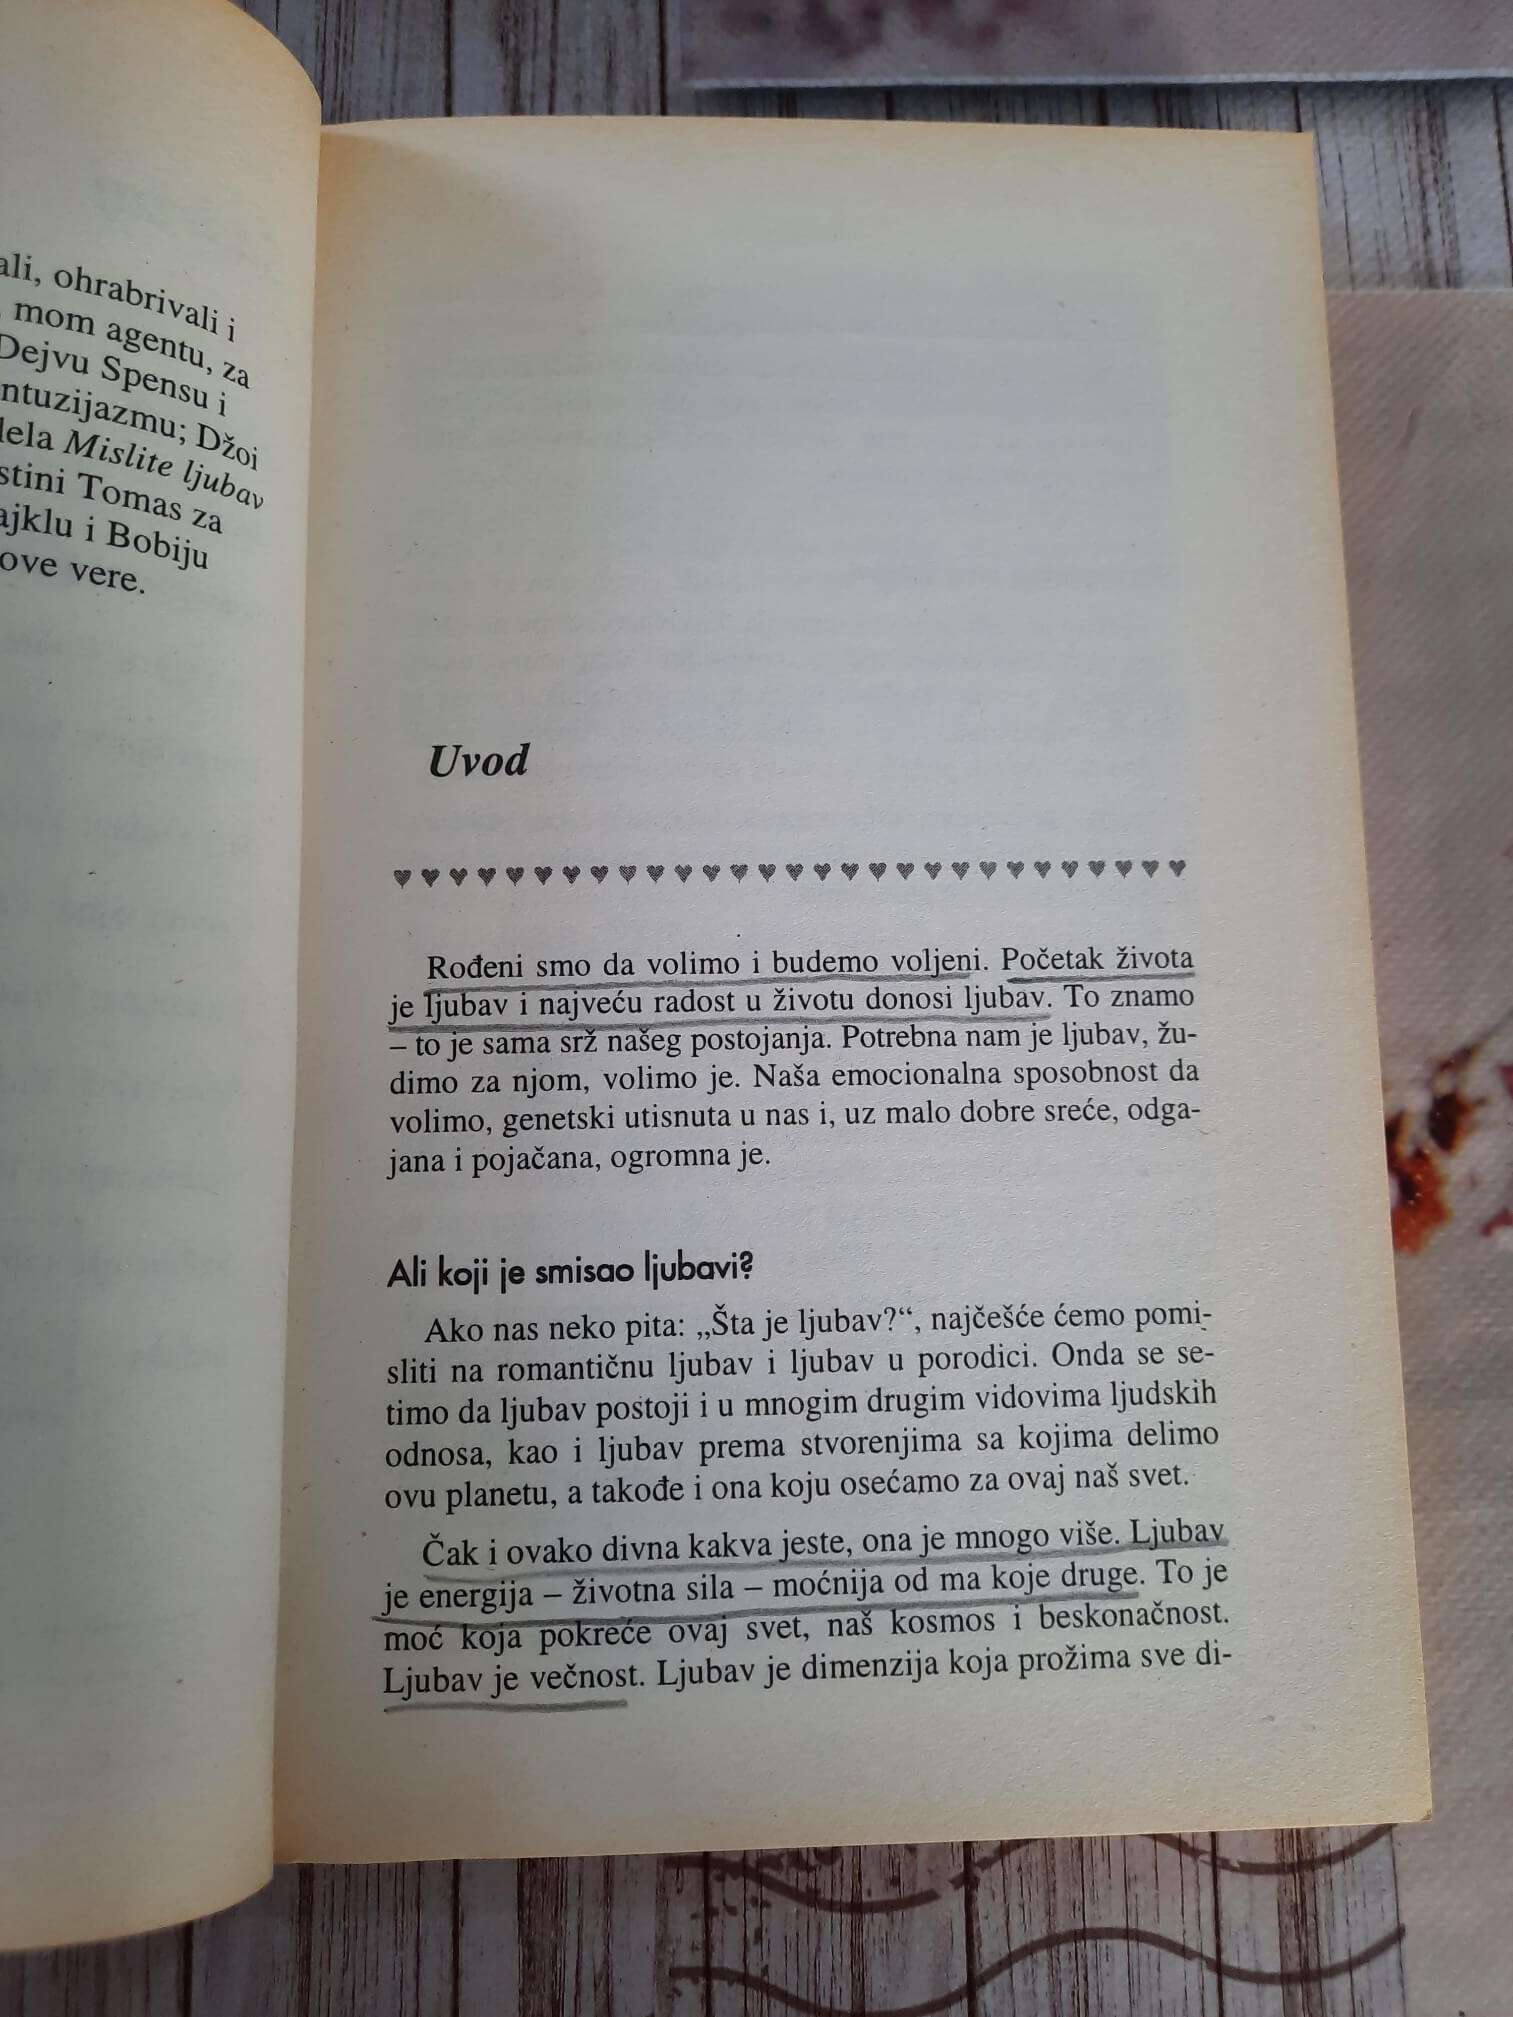 ali, ohrabrivali i
mom agentu, za
Dejvu Spensu i
ntuzijazmu; Džoi
dela Mislite ljubav
stini Tomas za
ajklu i Bobiju
ove vere.
Uvod
Rođeni smo da volimo i budemo voljeni. Početak života
je ljubav i najveću radost u životu donosi ljubav. To znamo
– to je sama srž našeg postojanja. Potrebna nam je ljubav, žu-
dimo za njom, volimo je. Naša emocionalna sposobnost da
volimo, genetski utisnuta u nas i, uz malo dobre sreće, odga-
jana i pojačana, ogromna je.
Ali koji je smisao ljubavi?
Ako nas neko pita: „Šta je ljubav?“, najčešće ćemo pomi-
sliti na romantičnu ljubav i ljubav u porodici. Onda se se-
timo da ljubav postoji i u mnogim drugim vidovima ljudskih
odnosa, kao i ljubav prema stvorenjima sa kojima delimo
ovu planetu, a takođe i ona koju osećamo za ovaj naš svet.
Čak i ovako divna kakva jeste, ona je mnogo više. Ljubav
je energija – životna sila – moćnija od ma koje druge. To je
moć koja pokreće ovaj svet, naš kosmos i beskonačnost.
Ljubav je večnost. Ljubav je dimenzija koja prožima sve di-